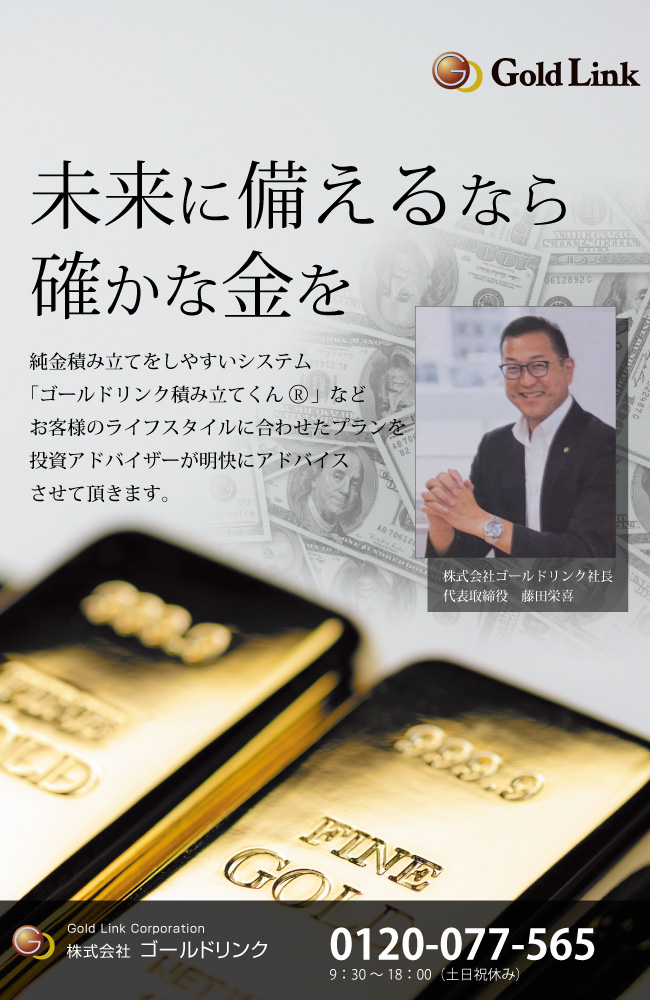 Gold Link
未来に備えるなら
確かな金を
純金積み立てをしやすいシステム
「ゴールドリンク積み立てくん®」など
お客様のライフスタイルに合わせたプランを
投資アドバイザーが明快にアドバイス
させて頂きます。
株式会社ゴールドリンク社長
代表取締役　藤田栄喜
999.9
FINE
GOLD
999.9
FINE
GOLD
Gold Link Corporation
株式会社 ゴールドリンク
0120-077-565
9：30～18：00（土日祝休み）